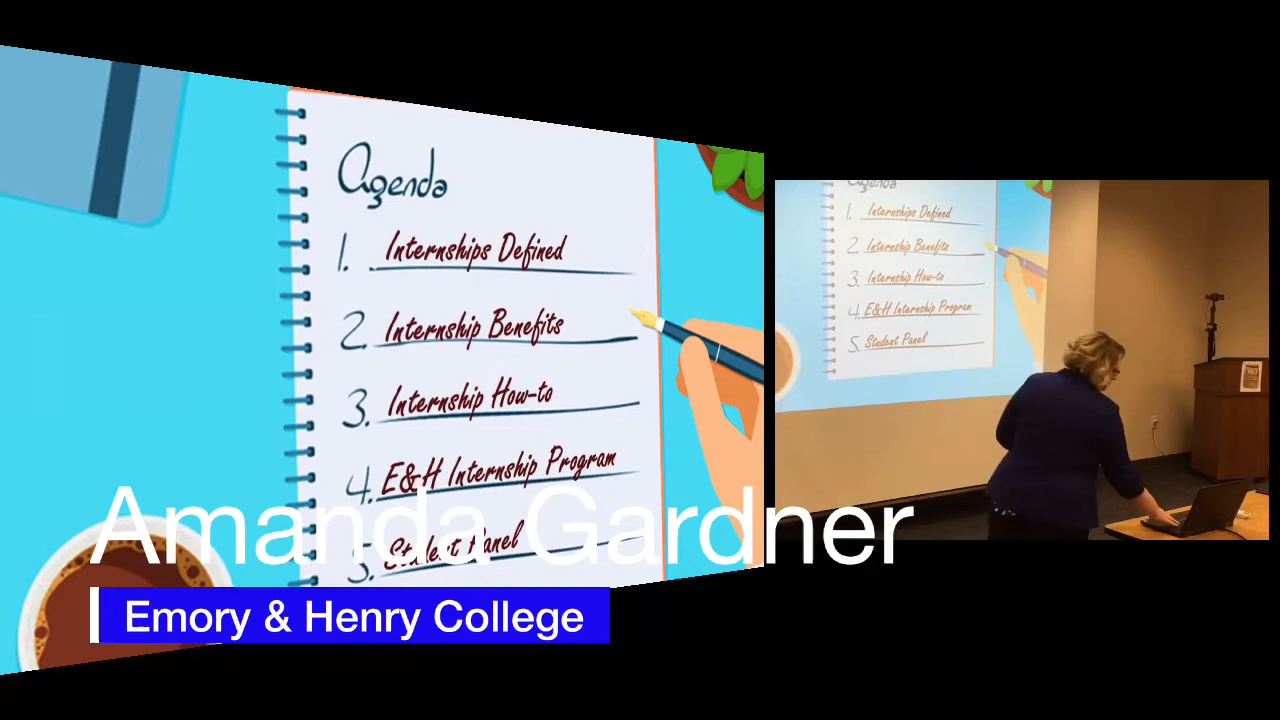 Agenda
1. Internships Defined
2. Internship Benefits
3. Internship How-to
4. E&H Internship Program
5. Student Panel
Amanda Gardner
Emory & Henry College
Agenda
1. Internships Defined
2. Internship Benefits
3. Internship How-to
4. E&H Internship Program
5. Student Panel